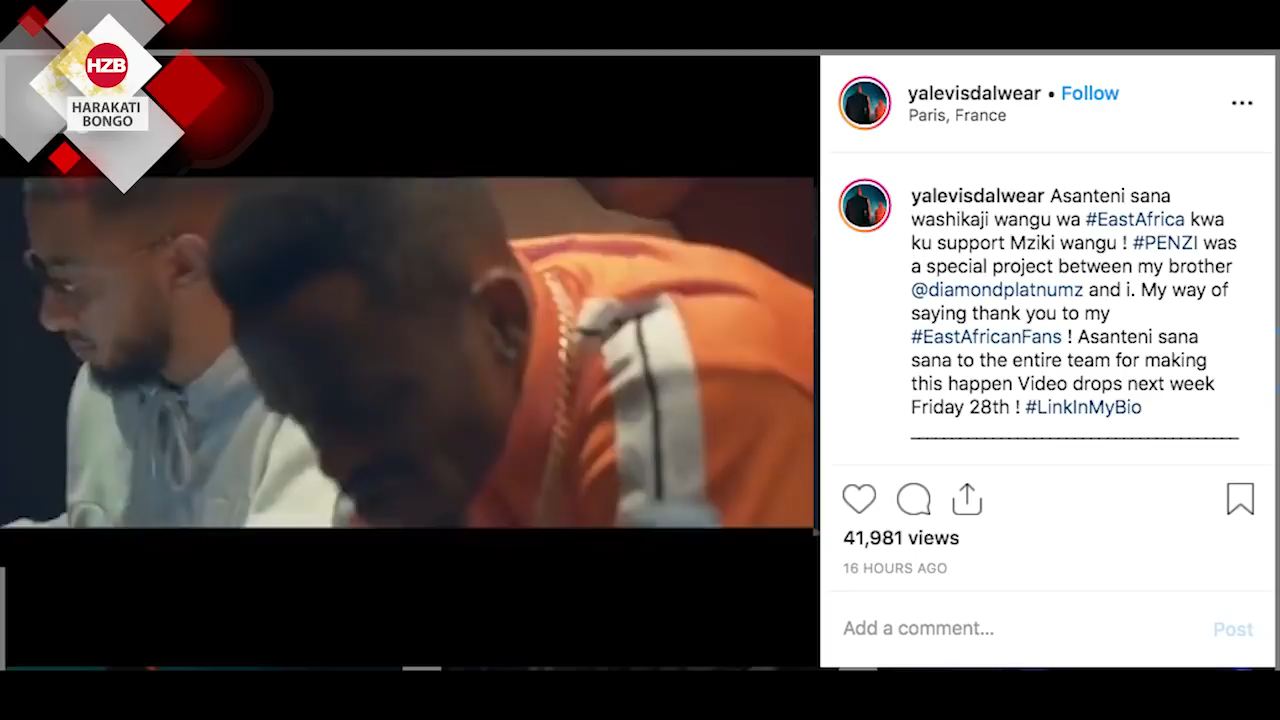 HZB
HARAKATI
BONGO
yalevisdalwear • Follow
Paris, France
yalevisdalwear Asanteni sana
washikaji wangu wa #EastAfrica kwa
ku support Mziki wangu ! #PENZI was
a special project between my brother
@diamondplatnumz and i. My way of
saying thank you to my
#EastAfricanFans ! Asanteni sana
sana to the entire team for making
this happen Video drops next week
Friday 28th ! #LinkInMyBio
41,981 views
16 HOURS AGO
Add a comment...
Post